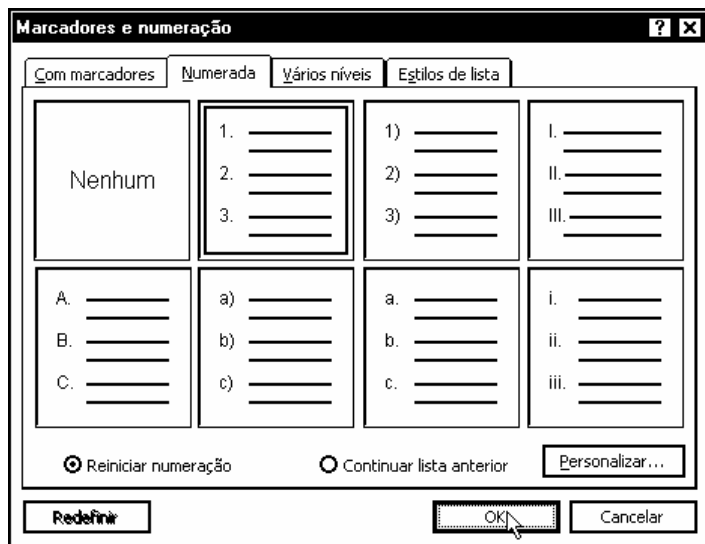 Marcadores e numeração
Com marcadores Numerada Vários níveis Estilos de lista
Nenhum
1.
2.
3.
1)
2)
3)
I.
II.
III.
A.
B.
C.
a)
b)
c)
a.
b.
c.
i.
ii.
iii.
Reiniciar numeração Continuar lista anterior Personalizar...
Redefinir OK Cancelar